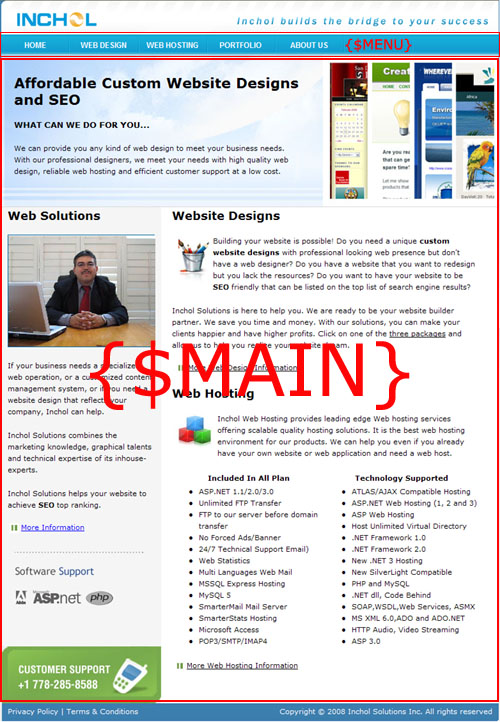 INCHOL
Inchol builds the bridge to your success
HOME WEB DESIGN WEB HOSTING PORTFOLIO ABOUT US {$MENU}
Affordable Custom Website Designs
and SEO
WHAT CAN WE DO FOR YOU...
We can provide you any kind of web design to meet your business needs.
With our professional designers, we meet your needs with high quality web
design, reliable web hosting and efficient customer support at a low cost.
Web Solutions
If your business needs a specialized
web operation, or a customized content
management system, or if you need a
website design that reflects your
company, Inchol can help.
Inchol Solutions combines the
marketing knowledge, graphical talents
and technical expertise of its inhouse-
experts.
Inchol Solutions helps your website to
achieve SEO top ranking.
More Information
Software Support
Adobe ASP.net php
CUSTOMER SUPPORT
+1 778-285-8588
Website Designs
Building your website is possible! Do you need a unique custom
website designs with professional looking web presence but don't
have a web designer? Do you have a website that you want to redesign
but you lack the resources? Do you want to have your website to be
SEO friendly that can be listed on the top list of search engine results?
Inchol Solutions is here to help you. We are ready to be your website builder
partner. We save you time and money. With our solutions, you can make your
clients happier and have higher profits. Click on one of the three packages and
allow us to help you realize your website dream.
{$MAIN}
More Web Design Information
Web Hosting
Inchol Web Hosting provides leading edge Web hosting services
offering scalable quality hosting solutions. It is the best web hosting
environment for our products. We can help you even if you already
have your own website or web application and need a web host.
Included In All Plan
ASP.NET 1.1/2.0/3.0
Unlimited FTP Transfer
FTP to our server before domain
transfer
No Forced Ads/Banner
24/7 Technical Support Email)
Web Statistics
Multi Languages Web Mail
MSSQL Express Hosting
MySQL 5
SmarterMail Mail Server
SmarterStats Hosting
Microsoft Access
POP3/SMTP/IMAP4
Technology Supported
ATLAS/AJAX Compatible Hosting
ASP.NET Web Hosting (1, 2 and 3)
ASP Web Hosting
Host Unlimited Virtual Directory
.NET Framework 1.0
.NET Framework 2.0
New .NET 3 Hosting
New SilverLight Compatible
PHP and MySQL
.NET dll, Code Behind
SOAP,WSDL,Web Services, ASMX
MS XML 6.0,ADO and ADO.NET
HTTP Audio, Video Streaming
ASP 3.0
More Web Hosting Information
Privacy Policy | Terms & Conditions
Copyright © 2008 Inchol Solutions Inc. All rights reserved